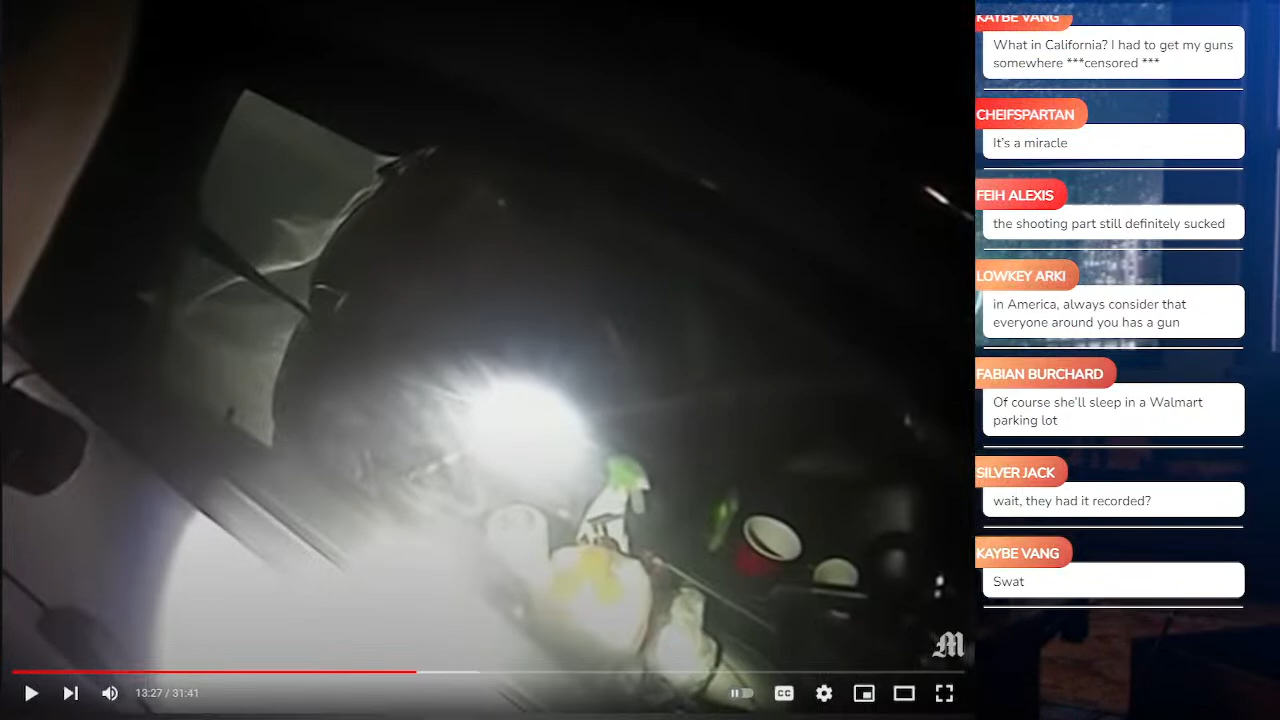 M
13:27 / 31:41
CC
KAYBE VANG
What in California? I had to get my guns
somewhere ***censored ***
CHEIFSPARTAN
It's a miracle
FEIH ALEXIS
the shooting part still definitely sucked
LOWKEY ARKI
in America, always consider that
everyone around you has a gun
FABIAN BURCHARD
Of course she'll sleep in a Walmart
parking lot
SILVER JACK
wait, they had it recorded?
KAYBE VANG
Swat